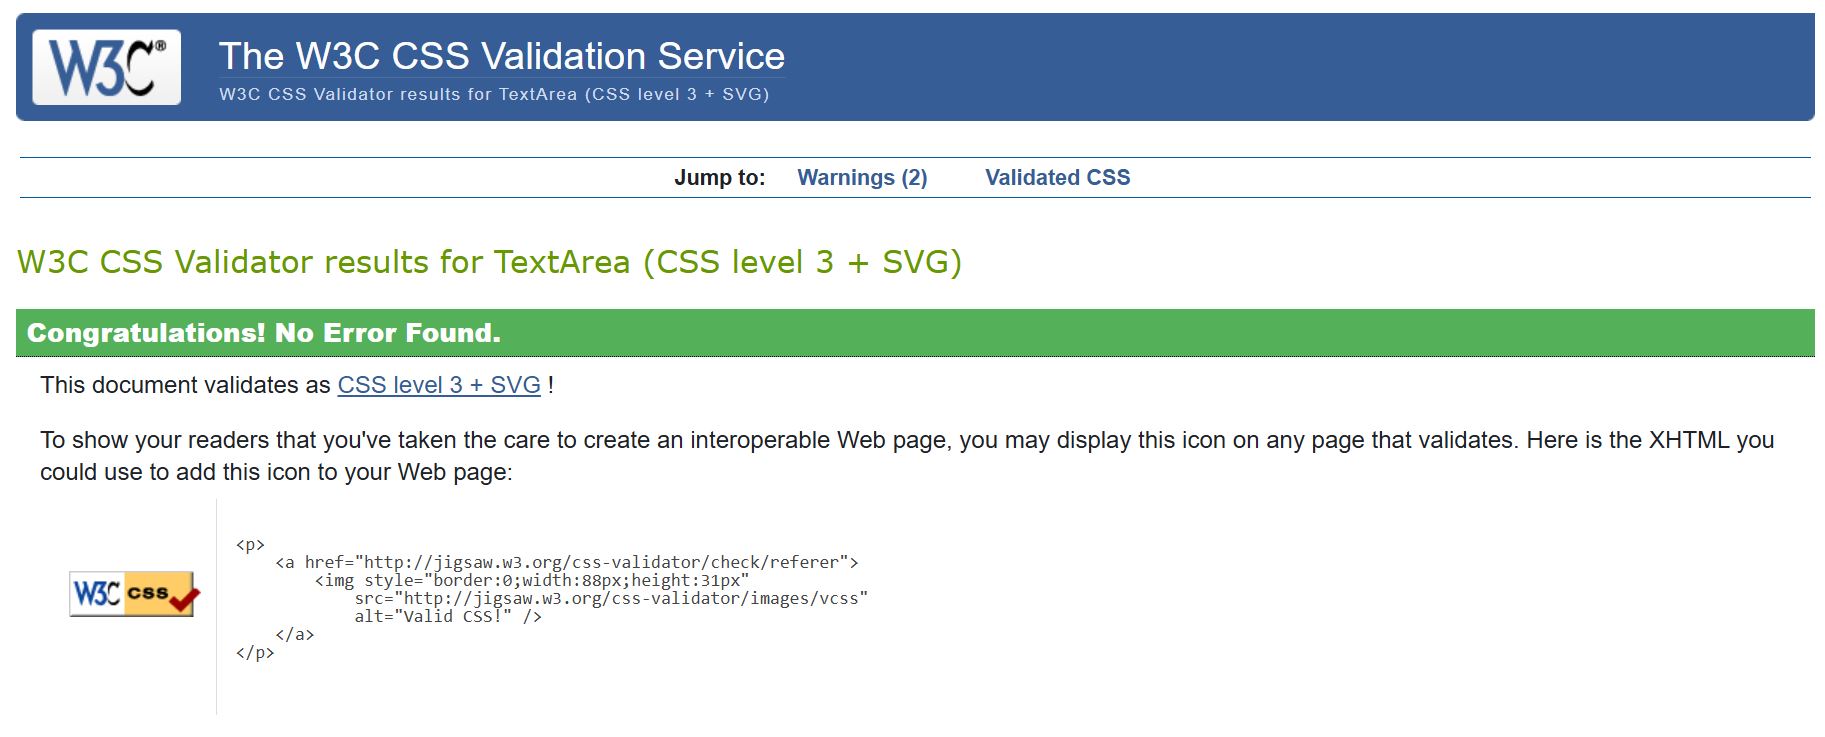 W3C®
The W3C CSS Validation Service
W3C CSS Validator results for TextArea (CSS level 3 + SVG)
Jump to: Warnings (2) Validated CSS
W3C CSS Validator results for TextArea (CSS level 3 + SVG)
Congratulations! No Error Found.
This document validates as CSS level 3 + SVG !
To show your readers that you've taken the care to create an interoperable Web page, you may display this icon on any page that validates. Here is the XHTML you
could use to add this icon to your Web page:
W3C css
<p>
    <a href="http://jigsaw.w3.org/css-validator/check/referer">
        <img style="border:0;width:88px;height:31px"
            src="http://jigsaw.w3.org/css-validator/images/vcss"
            alt="Valid CSS!" />
    </a>
</p>